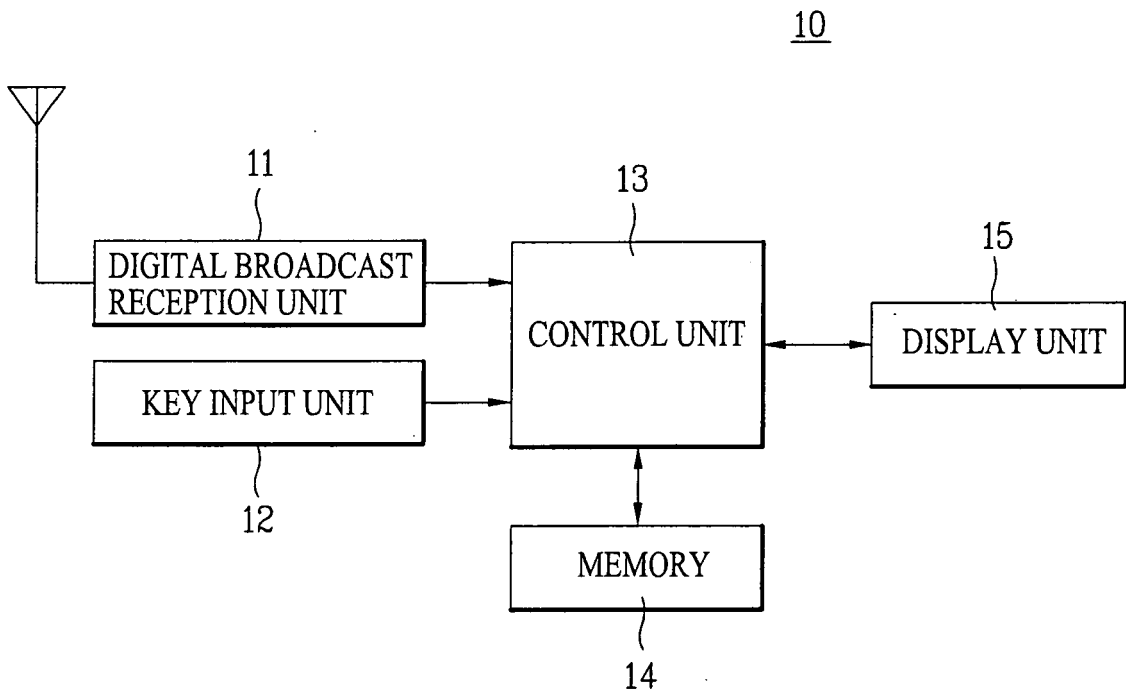 10
11
DIGITAL BROADCAST
RECEPTION UNIT
KEY INPUT UNIT
12
13
CONTROL UNIT
15
DISPLAY UNIT
MEMORY
14